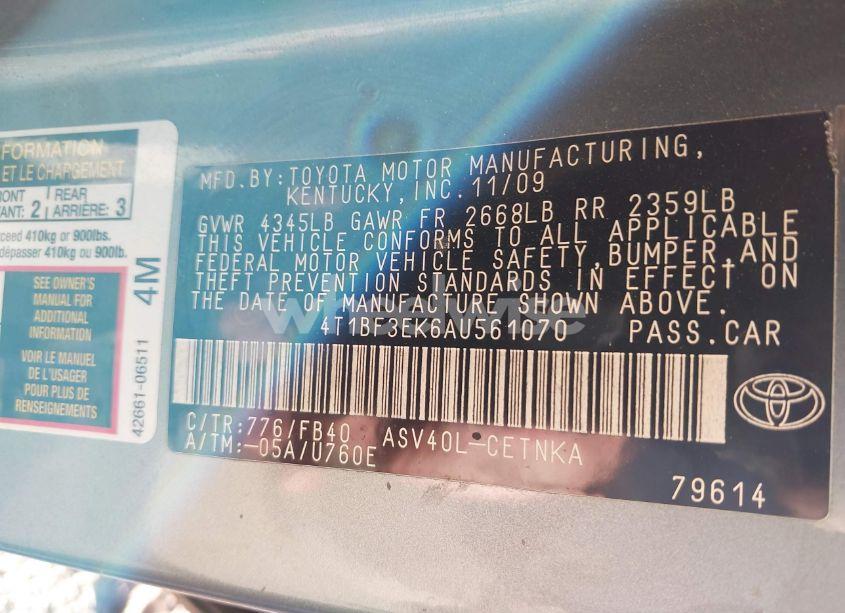 FORMATION
ET LE CHARGEMENT
RONT
ANT: 2
REAR
ARRIÈRE: 3
ceed 410kg or 900lbs.
dépasser 410 kg ou 900lb.
SEE OWNER'S
MANUAL FOR
ADDITIONAL
INFORMATION
VOIR LE MANUEL
DE L'USAGER
POUR PLUS DE
RENSEIGNEMENTS
4M
42661-06511
MFD.BY:TOYOTA MOTOR MANUFACTURING,
KENTUCKY,INC.11/09
GVWR 4345LB GAWR FR 2668LB RR 2359LB
THIS VEHICLE CONFORMS TO ALL APPLICABLE
FEDERAL MOTOR VEHICLE SAFETY,BUMPER,AND
THEFT PREVENTION STANDARDS IN EFFECT ON
THE DATE OF MANUFACTURE SHOWN ABOVE.
4T1BF3EK6AU561070 PASS.CAR
C/TR:776/FB40 ASV40L-CETNKA
A/TM:-05A/U760E
79614